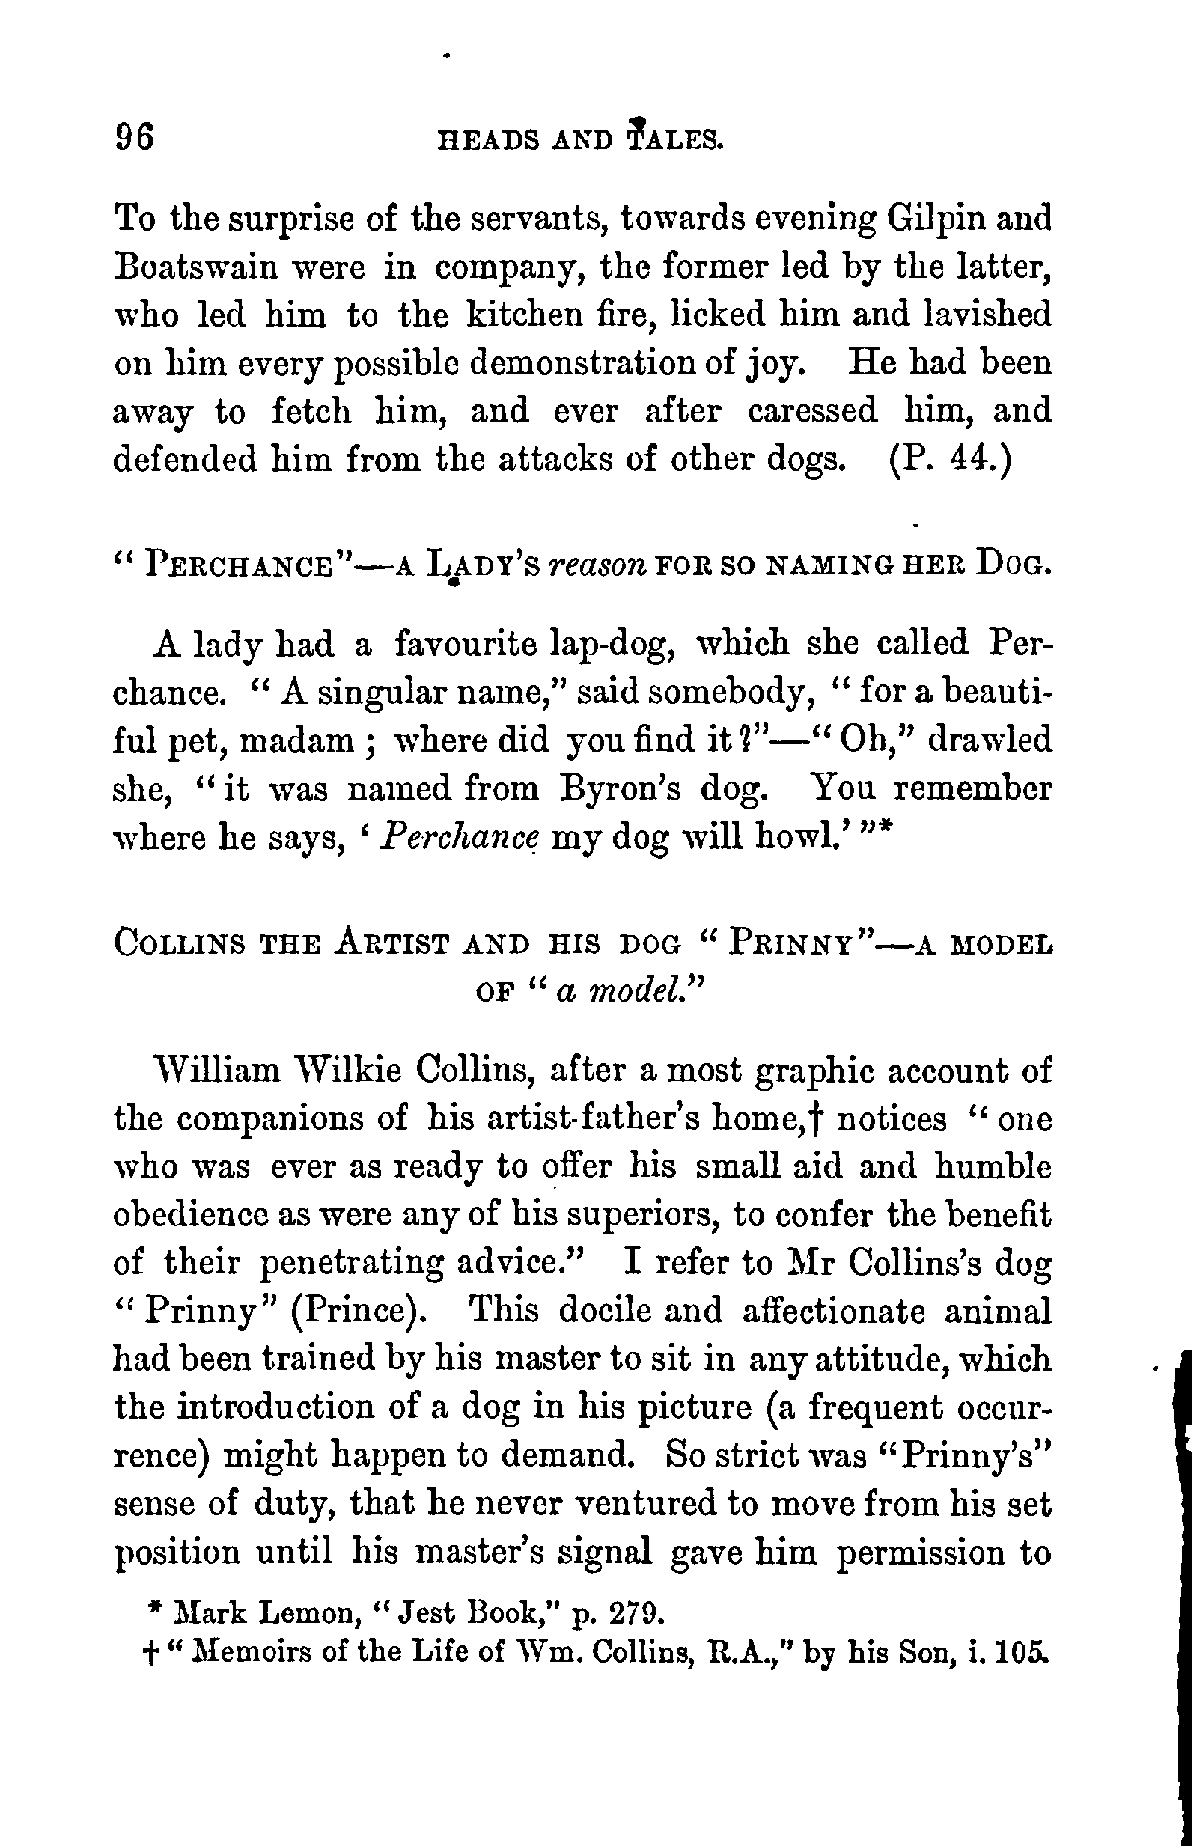 96 HEADS AND TALES.
To the surprise of the servants, towards evening Gilpin and
Boatswain were in company, the former led by the latter,
who led him to the kitchen fire, licked him and lavished
on him every possible demonstration of joy. He had been
away to fetch him, and ever after caressed him, and
defended him from the attacks of other dogs. (P. 44.)
“ PERCHANCE”—A LADY’S reason FOR SO NAMING HER DOG.
A lady had a favourite lap-dog, which she called Per-
chance. “ A singular name,” said somebody, “ for a beauti-
ful pet, madam ; where did you find it ?”—“ Oh,” drawled
she, “ it was named from Byron’s dog. You remember
where he says, ‘ Perchance my dog will howl.’ ”*
COLLINS THE ARTIST AND HIS DOG “ PRINNY”—A MODEL
OF “ a model.”
William Wilkie Collins, after a most graphic account of
the companions of his artist-father’s home,† notices “ one
who was ever as ready to offer his small aid and humble
obedience as were any of his superiors, to confer the benefit
of their penetrating advice.” I refer to Mr Collins’s dog
“ Prinny” (Prince). This docile and affectionate animal
had been trained by his master to sit in any attitude, which
the introduction of a dog in his picture (a frequent occur-
rence) might happen to demand. So strict was “Prinny’s”
sense of duty, that he never ventured to move from his set
position until his master’s signal gave him permission to
* Mark Lemon, “ Jest Book,” p. 279.
† “ Memoirs of the Life of Wm. Collins, R.A.,” by his Son, i. 105.